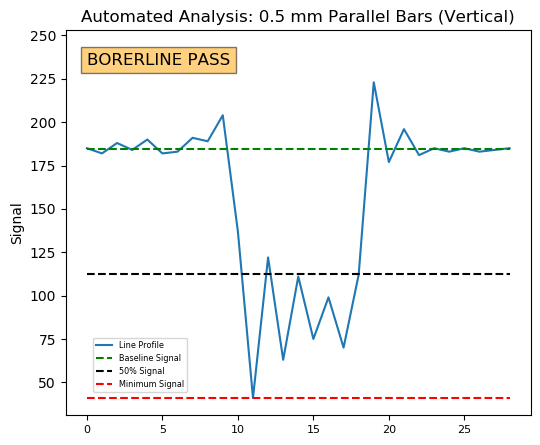 Automated Analysis: 0.5 mm Parallel Bars (Vertical)
250
BORERLINE PASS
225
200
175
150
Signal
125
100
75
Line Profile
Baseline Signal
50% Signal
Minimum Signal
50
0 5 10 15 20 25